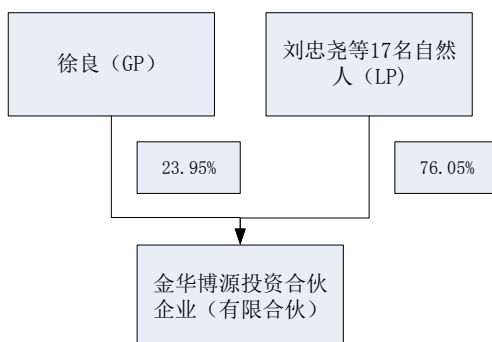 徐良（GP）
刘忠尧等17名自然
人（LP)
23.95%
76.05%
金华博源投资合伙
企业（有限合伙）